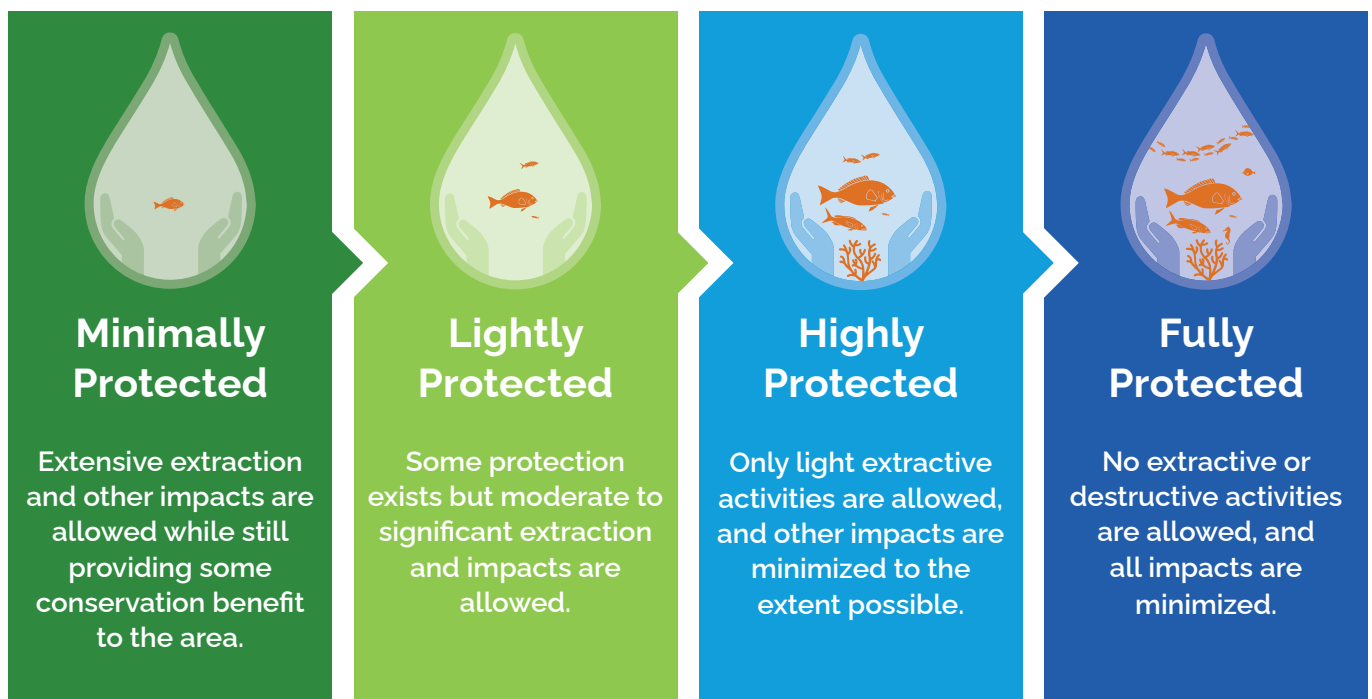 Minimally
Protected
Extensive extraction
and other impacts are
allowed while still
providing some
conservation benefit
to the area.
Lightly
Protected
Some protection
exists but moderate to
significant extraction
and impacts are
allowed.
Highly
Protected
Only light extractive
activities are allowed,
and other impacts are
minimized to the
extent possible.
Fully
Protected
No extractive or
destructive activities
are allowed, and
all impacts are
minimized.